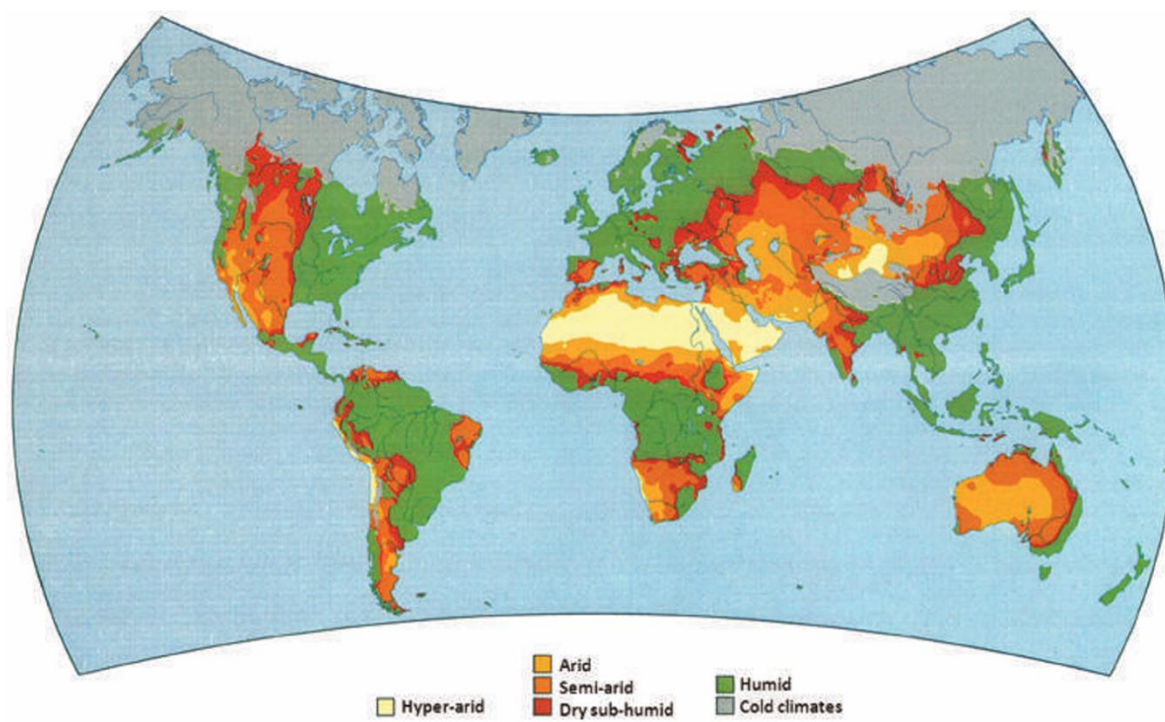 Hyper-arid
Arid
Semi-arid
Dry sub-humid
Humid
Cold climates